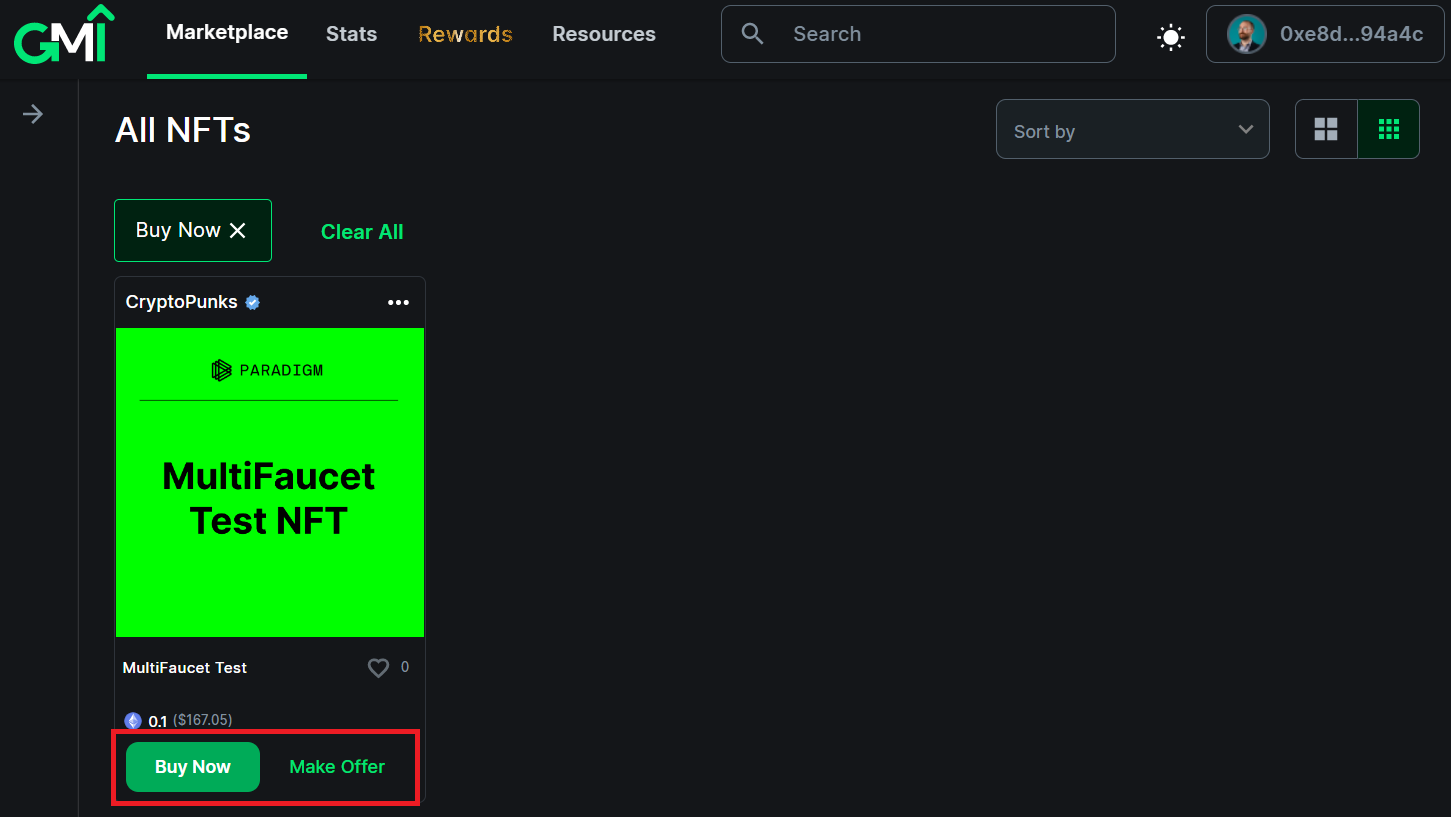 GMI
Marketplace
Stats
Rewards
Resources
Search
0xe8d...94a4c
All NFTs
Sort by
Buy Now
Clear All
CryptoPunks
PARADIGM
MultiFaucet
Test NFT
MultiFaucet Test
0
0.1 ($167.05)
Buy Now
Make Offer